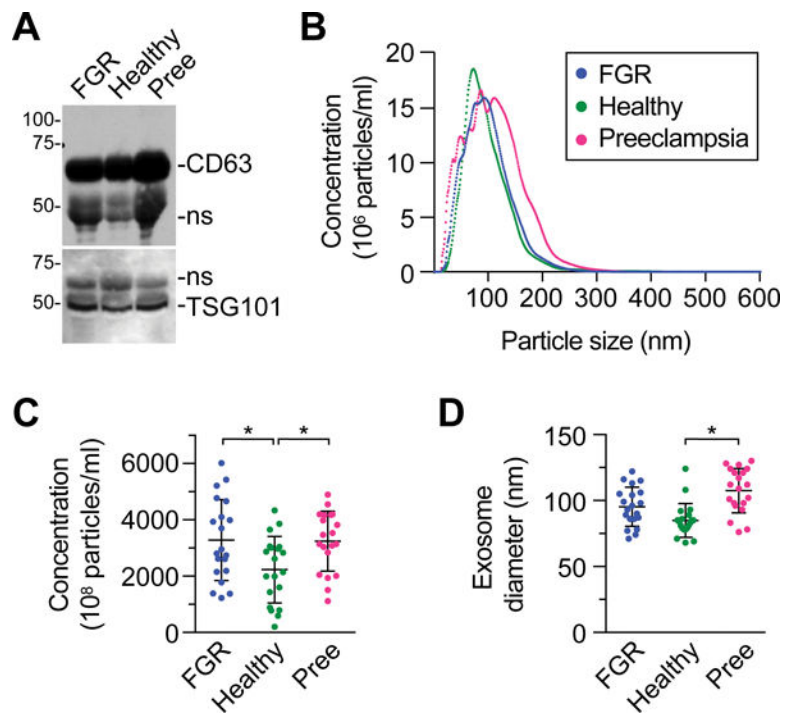 A
FGR
Healthy
Pree
100-
75-
-CD63
50-
-ns
75-
-ns
50-
-TSG101
B
Concentration
(10⁶ particles/ml)
20
15
10
5
0
100 200 300 400 500 600
Particle size (nm)
FGR
Healthy
Preeclampsia
C
Concentration
(10⁸ particles/ml)
6000
4000
2000
0
* *
FGR
Healthy
Pree
D
Exosome
diameter (nm)
150
100
50
0
*
FGR
Healthy
Pree